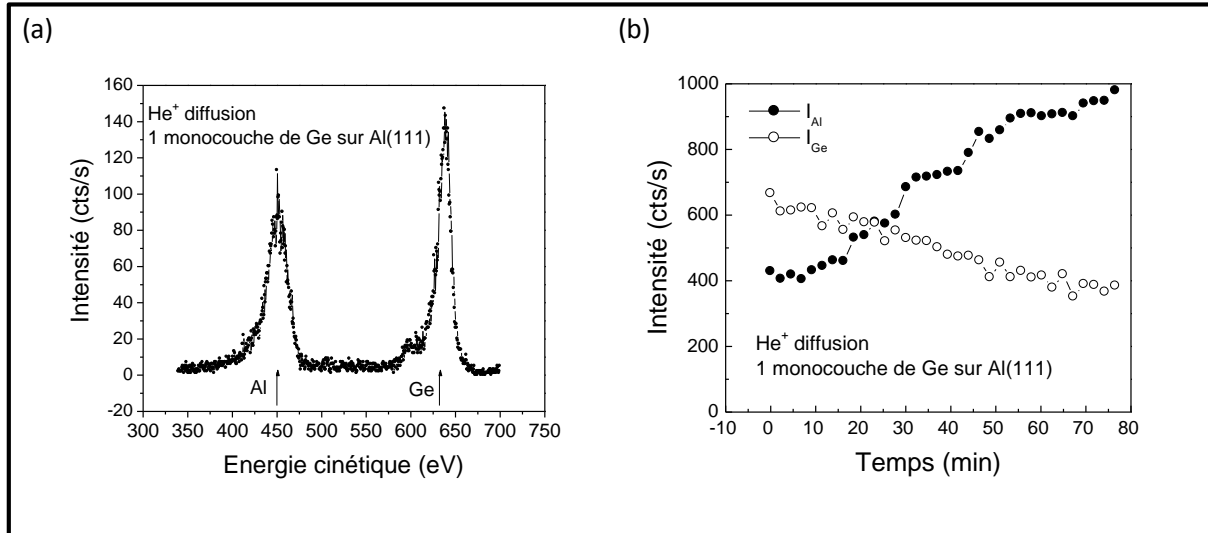 (a)
160
140
120
100
80
60
40
20
0
-20
He+ diffusion
1 monocouche de Ge sur Al(111)
Al
Ge
300 350 400 450 500 550 600 650 700 750
Energie cinétique (eV)
Intensité (cts/s)
(b)
1000
800
600
400
200
0
I Al
I Ge
He+ diffusion
1 monocouche de Ge sur Al(111)
-10 0 10 20 30 40 50 60 70 80
Temps (min)
Intensité (cts/s)